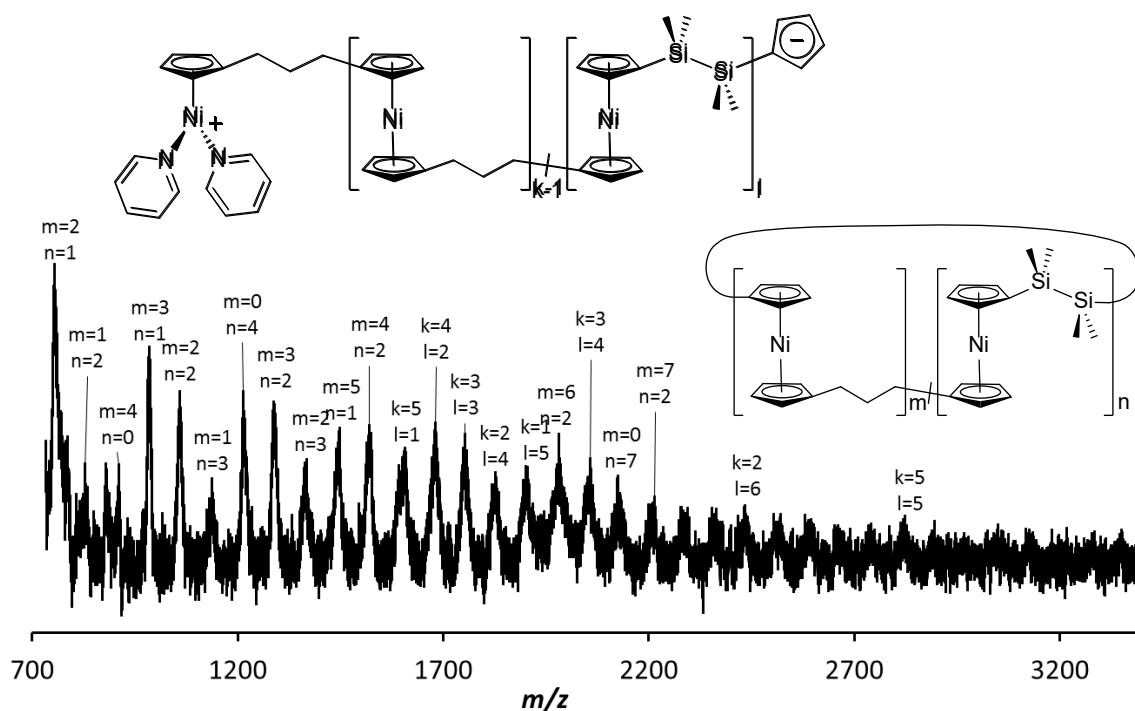 Si
Si
−
Ni
+
N
N
Ni
k-1
Ni
l
Ni
m
Ni
Si
Si
n
m=2
n=1
m=1
n=2
m=4
n=0
m=3
n=1
m=2
n=2
m=1
n=3
m=0
n=4
m=3
n=2
m=2
n=3
m=5
n=1
m=4
n=2
k=5
l=1
k=4
l=2
k=3
l=3
k=2
l=4
k=1
l=5
m=6
n=2
k=3
l=4
m=0
n=7
m=7
n=2
k=2
l=6
k=5
l=5
700 1200 1700 2200 2700 3200
m/z